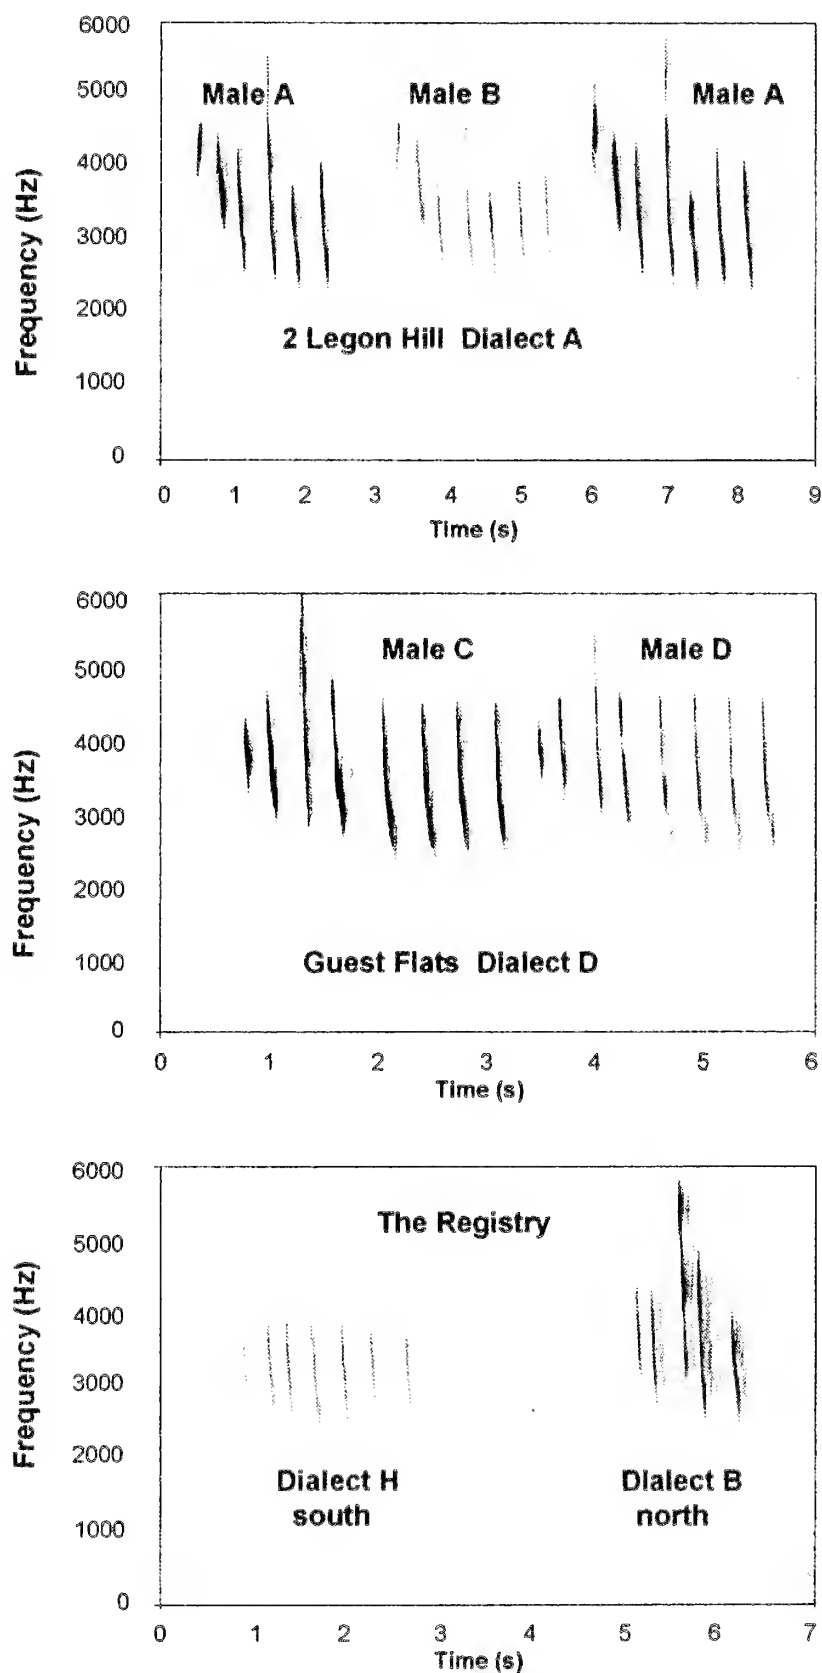 6000
5000
4000
3000
2000
1000
0
Frequency (Hz)
Male A
Male B
Male A
2 Legon Hill Dialect A
0 1 2 3 4 5 6 7 8 9
Time (s)
6000
5000
4000
3000
2000
1000
0
Frequency (Hz)
Male C
Male D
Guest Flats Dialect D
0 1 2 3 4 5 6
Time (s)
6000
5000
4000
3000
2000
1000
0
Frequency (Hz)
The Registry
Dialect H
south
Dialect B
north
0 1 2 3 4 5 6 7
Time (s)